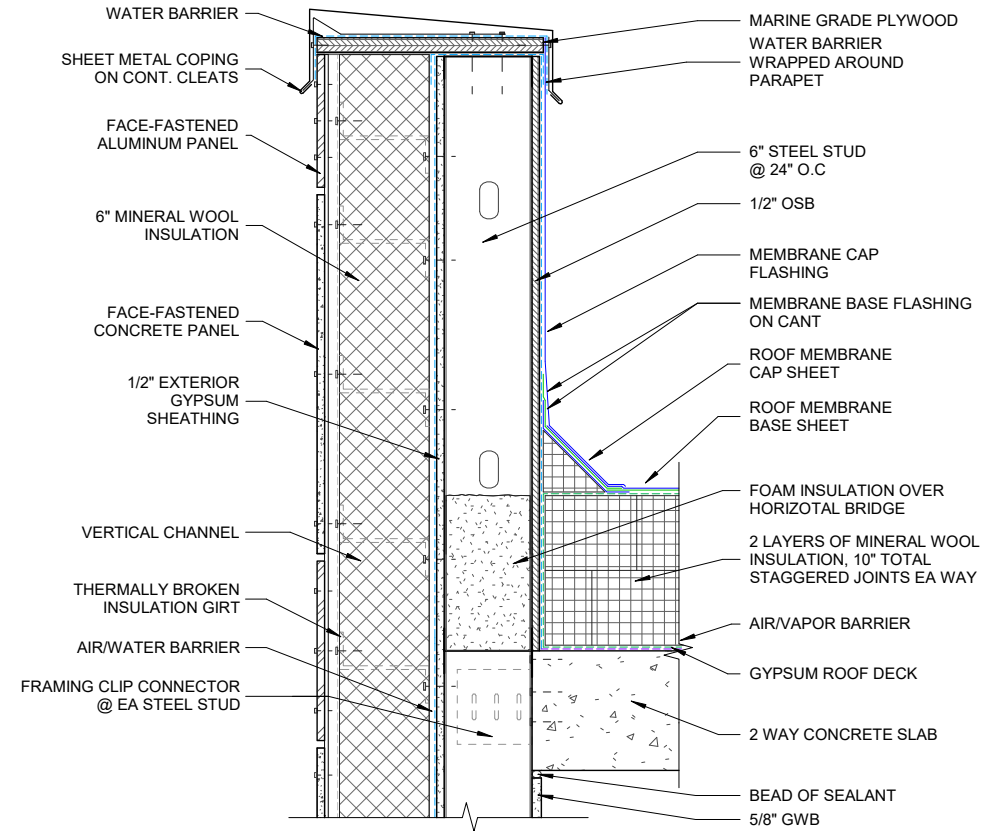 WATER BARRIER
SHEET METAL COPING
ON CONT. CLEATS
FACE-FASTENED
ALUMINUM PANEL
6" MINERAL WOOL
INSULATION
FACE-FASTENED
CONCRETE PANEL
1/2" EXTERIOR
GYPSUM
SHEATHING
VERTICAL CHANNEL
THERMALLY BROKEN
INSULATION GIRT
AIR/WATER BARRIER
FRAMING CLIP CONNECTOR
@ EA STEEL STUD
MARINE GRADE PLYWOOD
WATER BARRIER
WRAPPED AROUND
PARAPET
6" STEEL STUD
@ 24" O.C
1/2" OSB
MEMBRANE CAP
FLASHING
MEMBRANE BASE FLASHING
ON CANT
ROOF MEMBRANE
CAP SHEET
ROOF MEMBRANE
BASE SHEET
FOAM INSULATION OVER
HORIZOTAL BRIDGE
2 LAYERS OF MINERAL WOOL
INSULATION, 10" TOTAL
STAGGERED JOINTS EA WAY
AIR/VAPOR BARRIER
GYPSUM ROOF DECK
2 WAY CONCRETE SLAB
BEAD OF SEALANT
5/8" GWB